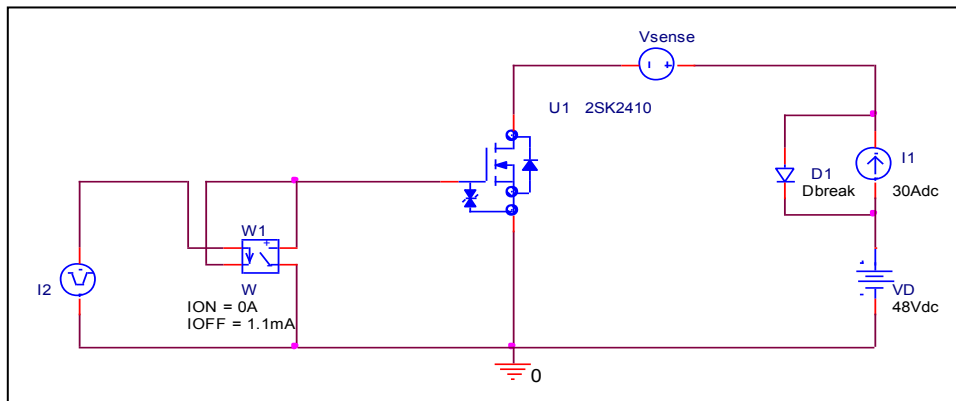 Vsense
U1 2SK2410
I1
30Adc
D1
Dbreak
W1
W
ION = 0A
IOFF = 1.1mA
I2
VD
48Vdc
0